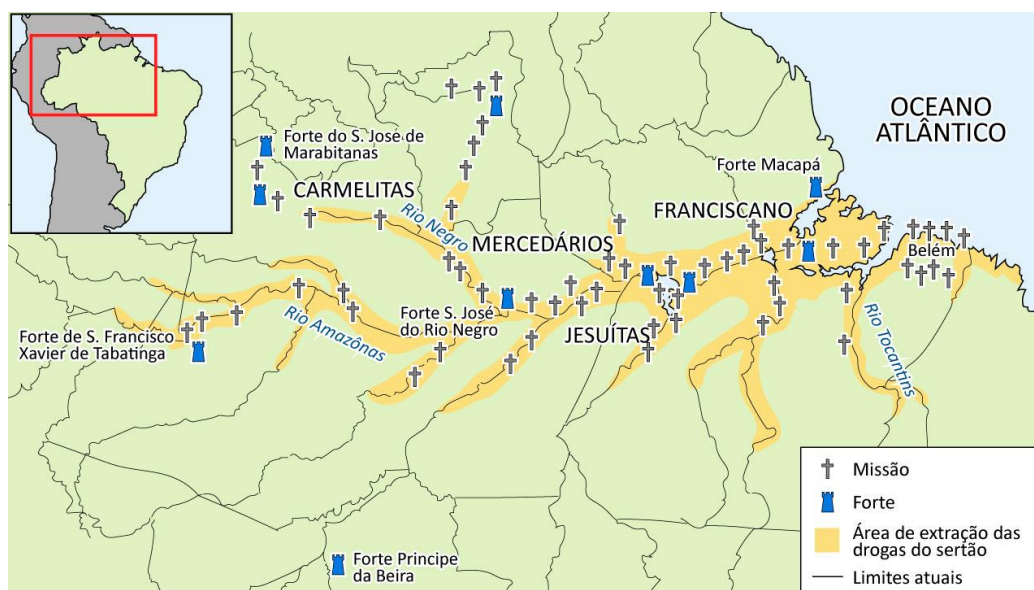 OCEANO
ATLÂNTICO
Forte do S. José de
Marabitanas
Forte Macapá
CARMELITAS
FRANCISCANO
Rio Negro
MERCEDÁRIOS
Belém
Forte S. José
do Rio Negro
JESUÍTAS
Forte de S. Francisco
Xavier de Tabatinga
Rio Amazônas
Rio Tocantins
Forte Principe
da Beira
Missão
Forte
Área de extração das
drogas do sertão
Limites atuais